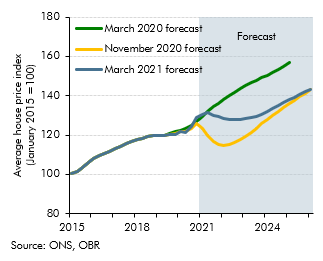 180
160
140
120
100
80
Average house price index
(January 2015 =100)
March 2020 forecast
November 2020 forecast
March 2021 forecast
Forecast
2015
2018
2021
2024
Source: ONS, OBR